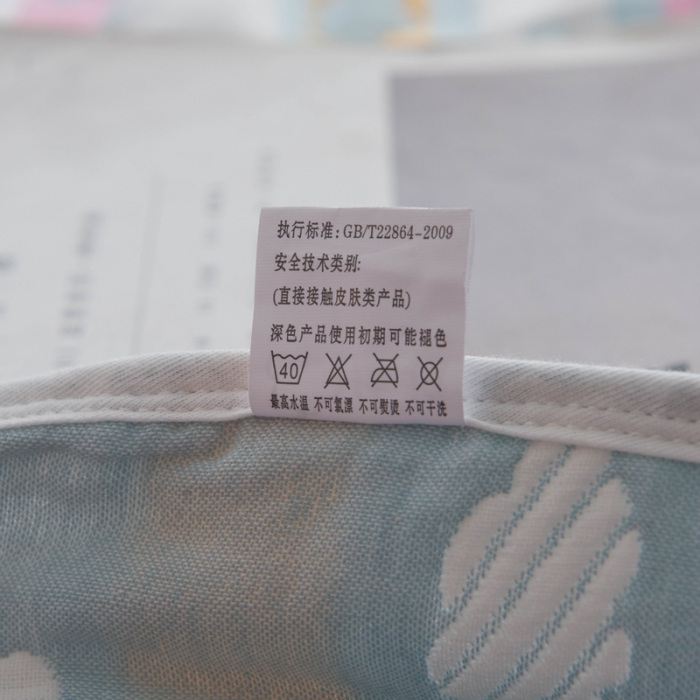 执行标准: GB/T22864-2009
安全技术类别:
(直接接触皮肤类产品)
深色产品使用初期可能褪色
40
最高水温 不可氯漂 不可熨烫 不可干洗